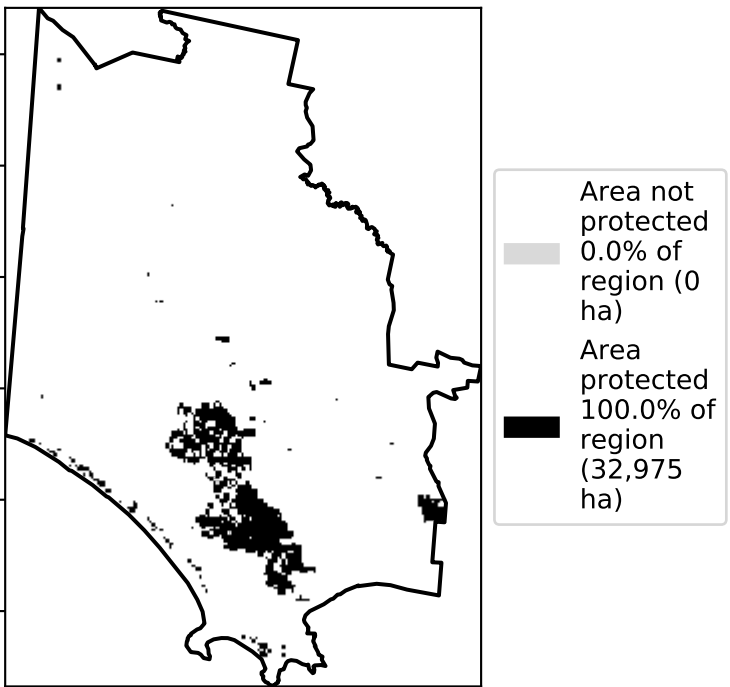 Area not
protected
0.0% of
region (0
ha)
Area
protected
100.0% of
region
(32,975
ha)